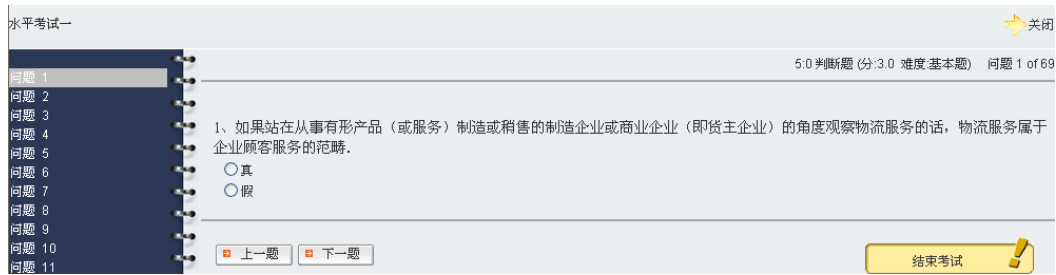 水平考试一
关闭
5:0 判断题 (分:3.0 难度:基本题) 问题 1 of 69
问题 1
问题 2
问题 3
问题 4
问题 5
问题 6
问题 7
问题 8
问题 9
问题 10
问题 11
1、如果站在从事有形产品（或服务）制造或稍售的制造企业或商业企业（即货主企业）的角度观察物流服务的话，物流服务属于
企业顾客服务的范畴．
真
假
上一题
下一题
结束考试